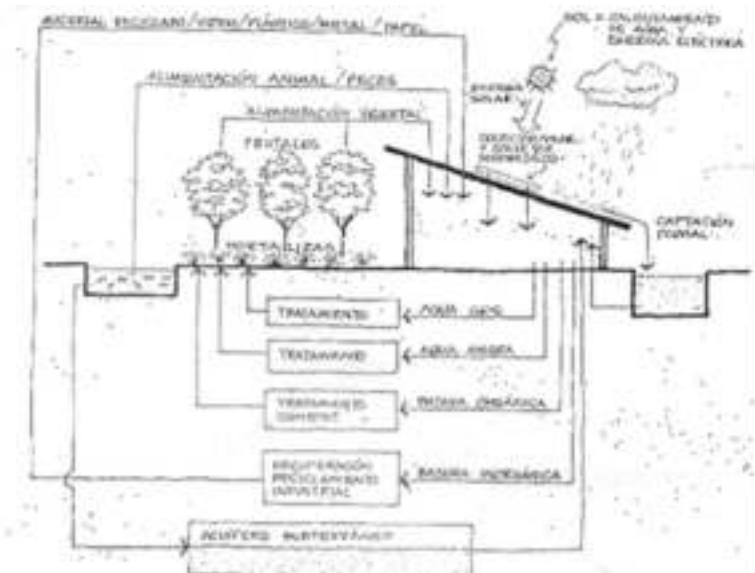 MATERIAL RECICLADO/VIDRIO/PLÁSTICO/METAL/PAPEL
SOL = CALENTAMIENTO
DE AGUA Y
ENERGÍA ELÉCTRICA
ALIMENTACIÓN ANIMAL/PECES
ENERGÍA
SOLAR
ALIMENTACIÓN VEGETAL
FRUTALES
CAPTACIÓN
PLUVIAL
HORTALIZAS
TRATAMIENTO
AGUA GRIS
TRATAMIENTO
AGUA NEGRA
TRATAMIENTO
BASURA ORGÁNICA
RECUPERACIÓN
RECICLAMIENTO
INDUSTRIAL
BASURA INORGÁNICA
ACUÍFERO SUBTERRÁNEO